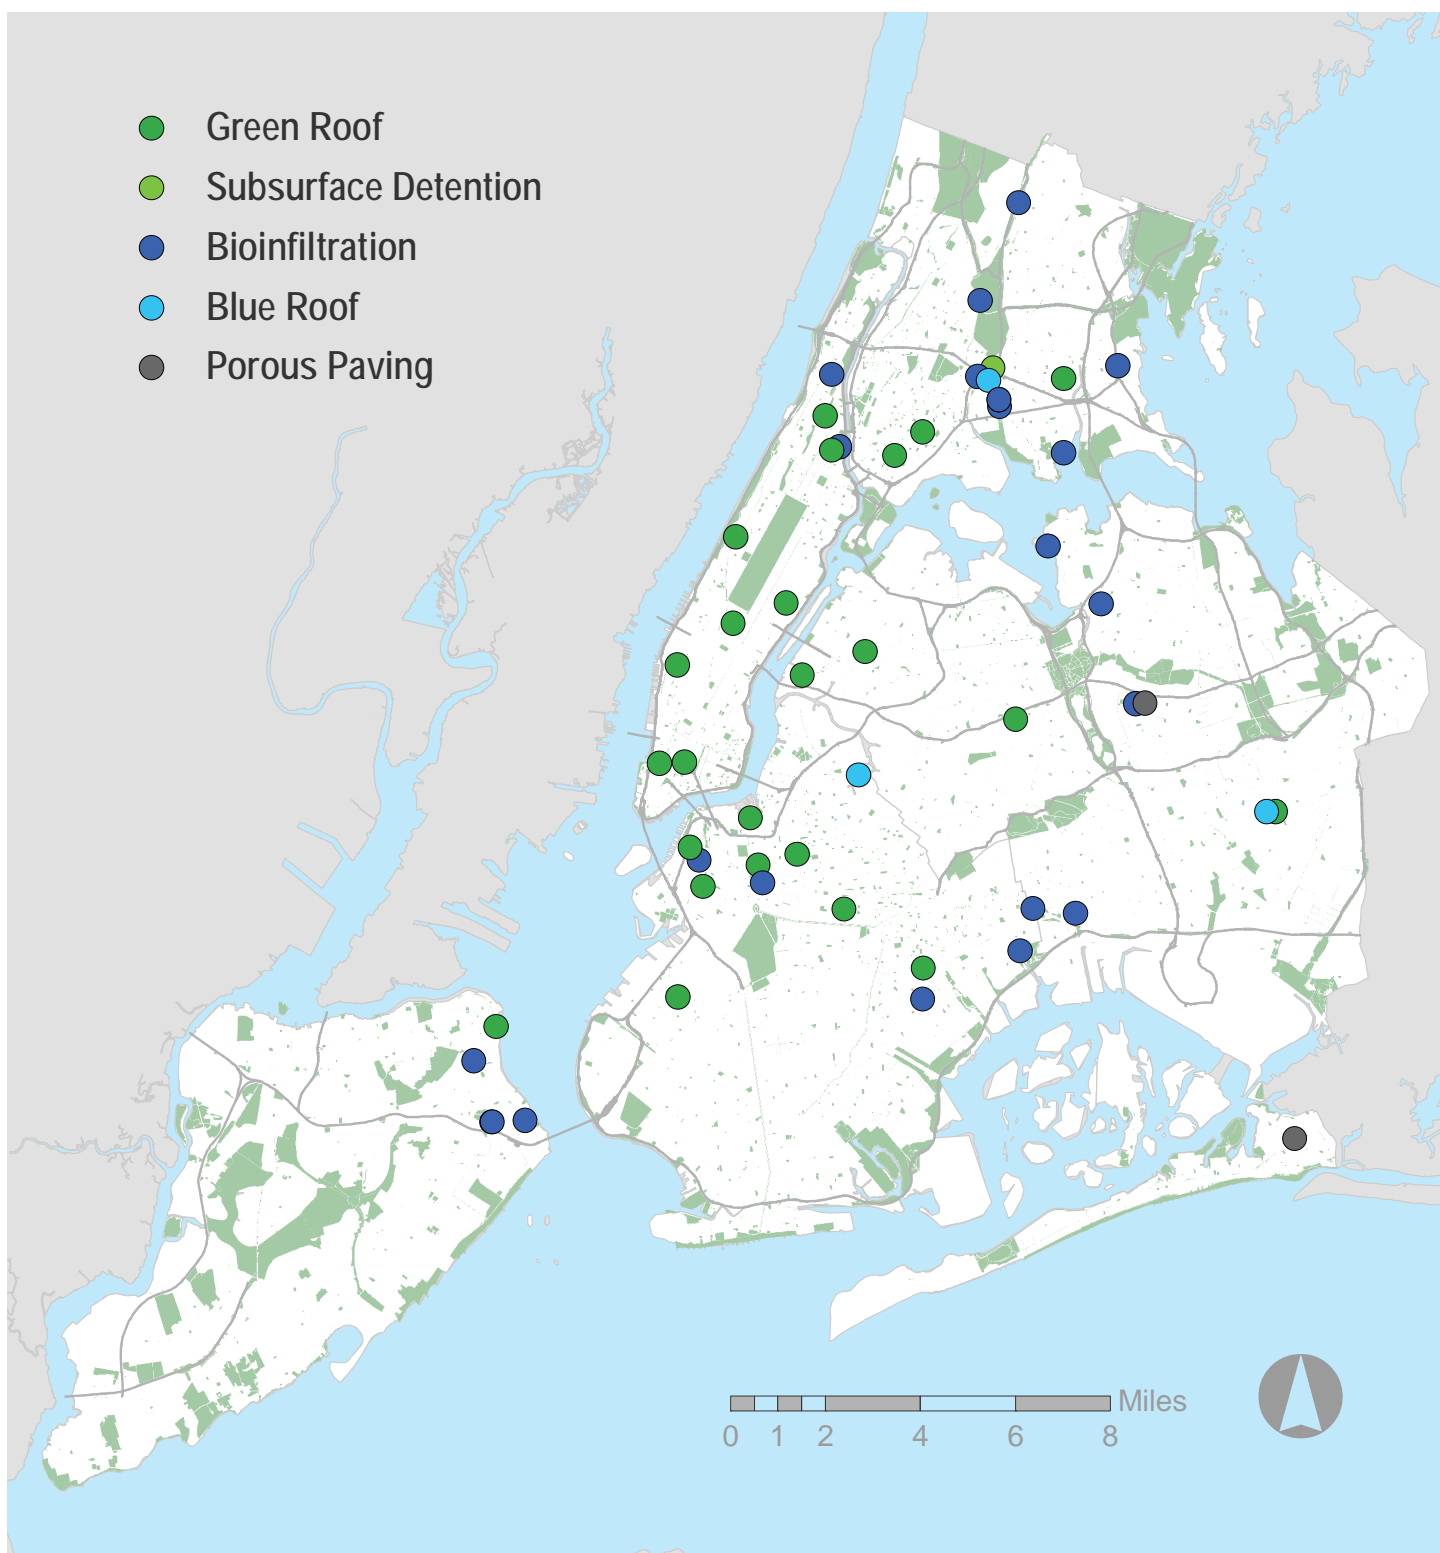 Green Roof
Subsurface Detention
Bioinfiltration
Blue Roof
Porous Paving
Miles
0 1 2 4 6 8